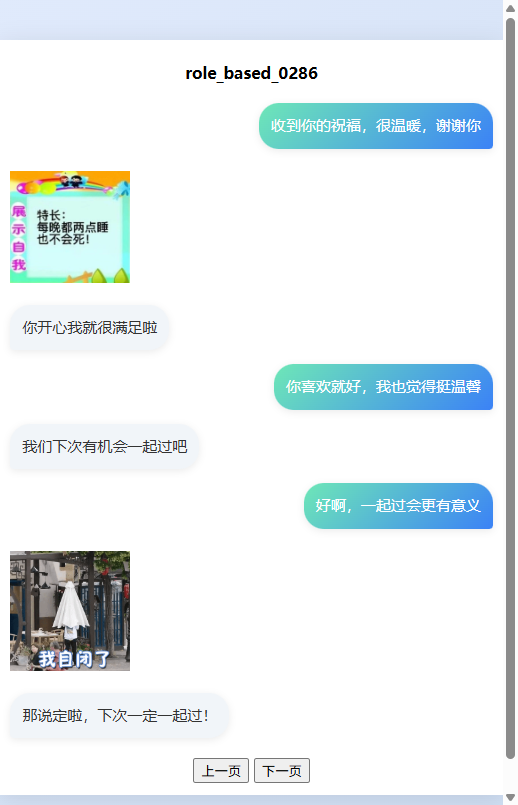 role_based_0286
收到你的祝福，很温暖，谢谢你
展示自我
特长：
每晚都两点睡
也不会死！
你开心我就很满足啦
你喜欢就好，我也觉得挺温馨
我们下次有机会一起过吧
好啊，一起过会更有意义
我自闭了
那说定啦，下次一定一起过！
上一页 下一页